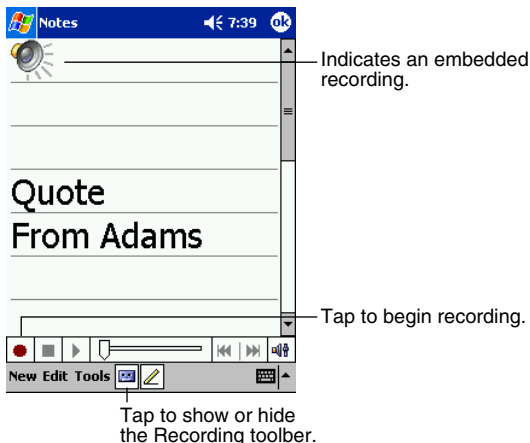 Notes 7:39 ok
Indicates an embedded
recording.
Quote
From Adams
Tap to begin recording.
New Edit Tools
Tap to show or hide
the Recording toolber.